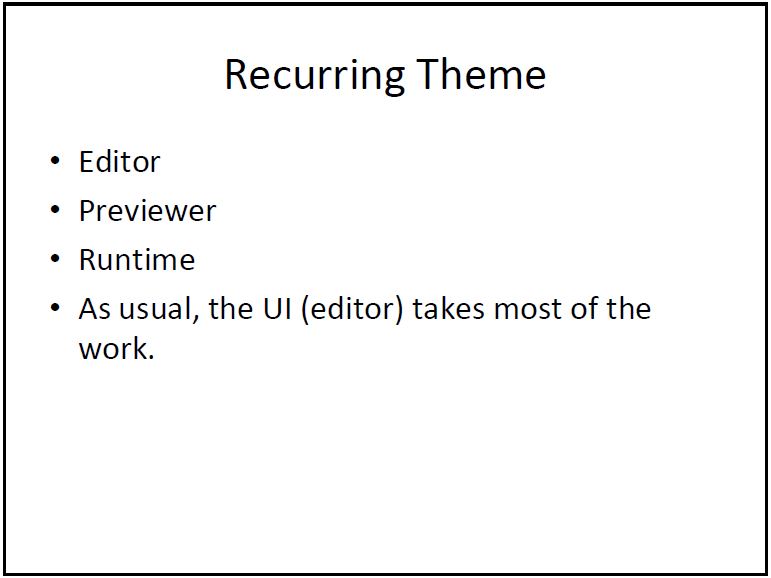 Recurring Theme
• Editor
• Previewer
• Runtime
• As usual, the UI (editor) takes most of the
work.